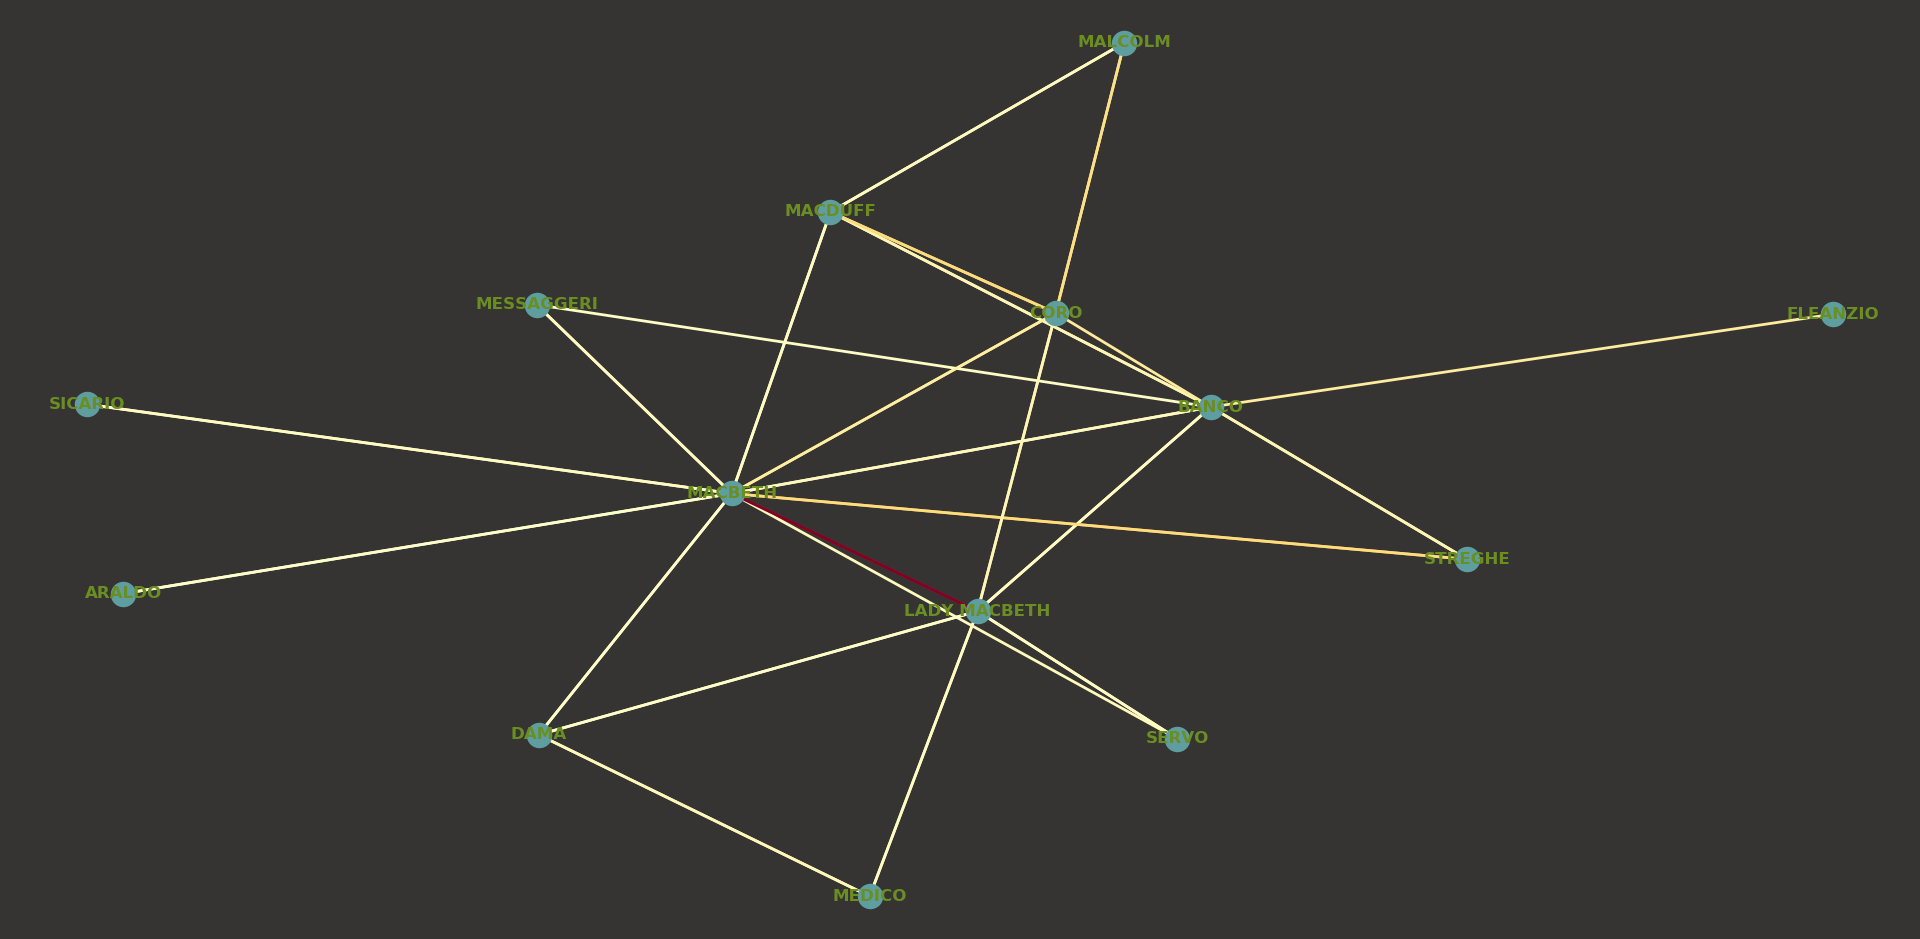 MALCOLM
MACDUFF
MESSAGGERI
CORO
FLEANZIO
SICARIO
BANCO
MACBETH
STREGHE
ARALDO
LADY MACBETH
DAMA
SERVO
MEDICO